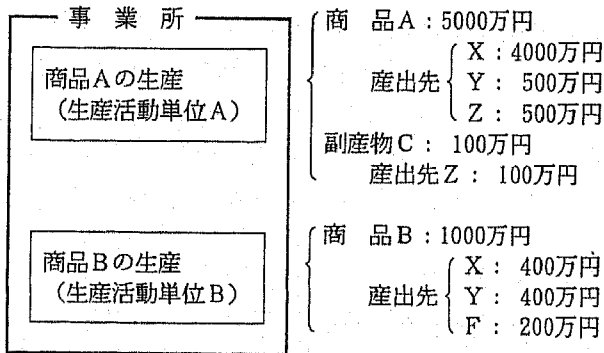 事業所
商品Aの生産
（生産活動単位A）
商品Bの生産
（生産活動単位B）
商　品A：5000万円
産出先
X：4000万円
Y：500万円
Z：500万円
副産物C：100万円
産出先Z：100万円
商　品B：1000万円
産出先
X：400万円
Y：400万円
F：200万円